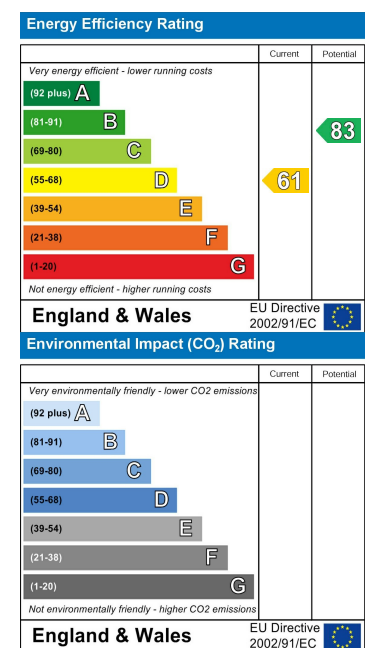 Energy Efficiency Rating
Current Potential
Very energy efficient - lower running costs
(92 plus) A
(81-91) B
83
(69-80) C
(55-68) D
61
(39-54) E
(21-38) F
(1-20) G
Not energy efficient - higher running costs
England & Wales
EU Directive
2002/91/EC
Environmental Impact (CO₂) Rating
Current Potential
Very environmentally friendly - lower CO2 emissions
(92 plus) A
(81-91) B
(69-80) C
(55-68) D
(39-54) E
(21-38) F
(1-20) G
Not environmentally friendly - higher CO2 emissions
England & Wales
EU Directive
2002/91/EC